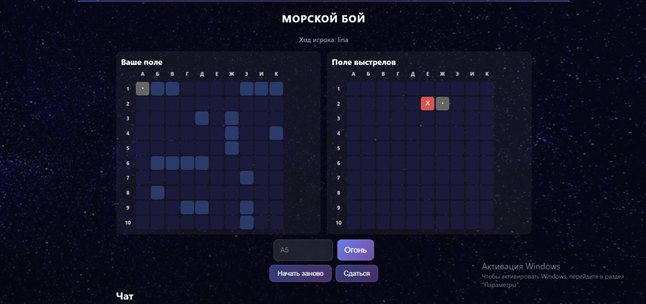 МОРСКОЙ БОЙ
Ход игрока: lina
Ваше поле
А Б В Г Д Е Ж З И К
1 •
2
3
4
5
6
7
8
9
10
Поле выстрелов
А Б В Г Д Е Ж З И К
1
2 X •
3
4
5
6
7
8
9
10
А5
Огонь
Начать заново
Сдаться
Активация Windows
Чтобы активировать Windows, перейдите в раздел
"Параметры".
Чат